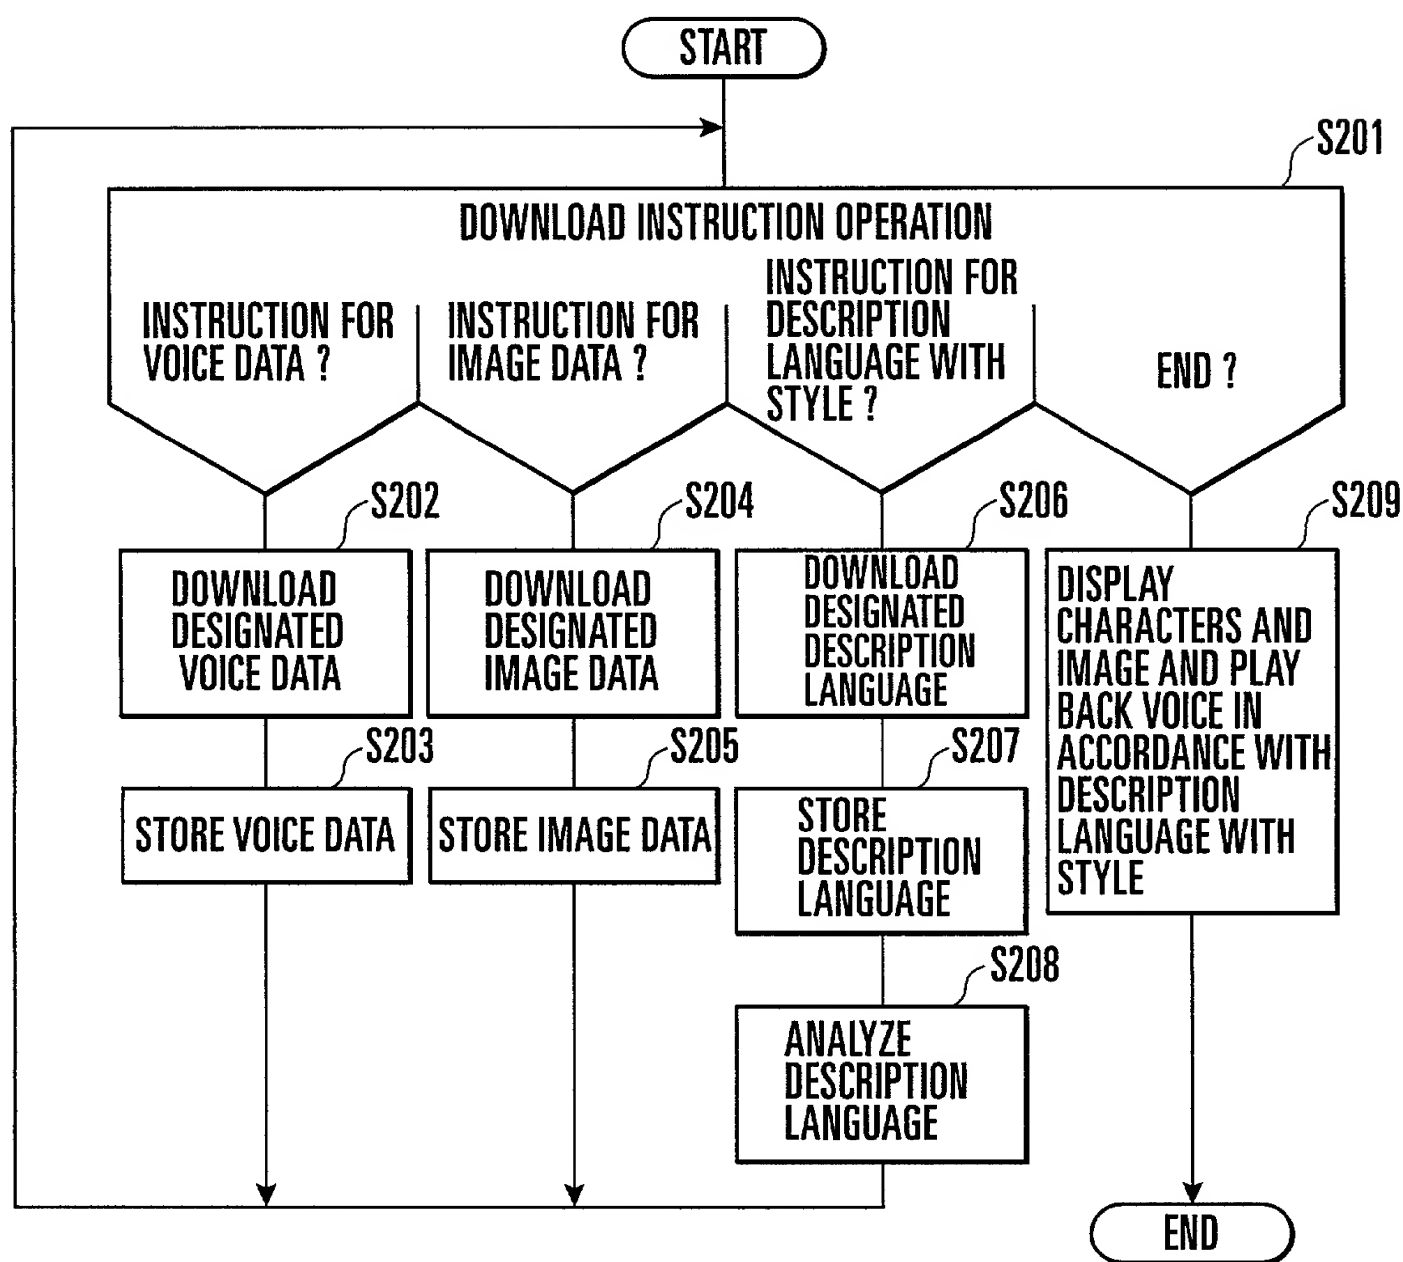 START
S201
DOWNLOAD INSTRUCTION OPERATION
INSTRUCTION FOR
VOICE DATA ?
INSTRUCTION FOR
IMAGE DATA ?
INSTRUCTION FOR
DESCRIPTION
LANGUAGE WITH
STYLE ?
END ?
S202
DOWNLOAD
DESIGNATED
VOICE DATA
S203
STORE VOICE DATA
S204
DOWNLOAD
DESIGNATED
IMAGE DATA
S205
STORE IMAGE DATA
S206
DOWNLOAD
DESIGNATED
DESCRIPTION
LANGUAGE
S207
STORE
DESCRIPTION
LANGUAGE
S208
ANALYZE
DESCRIPTION
LANGUAGE
S209
DISPLAY
CHARACTERS AND
IMAGE AND PLAY
BACK VOICE IN
ACCORDANCE WITH
DESCRIPTION
LANGUAGE WITH
STYLE
END